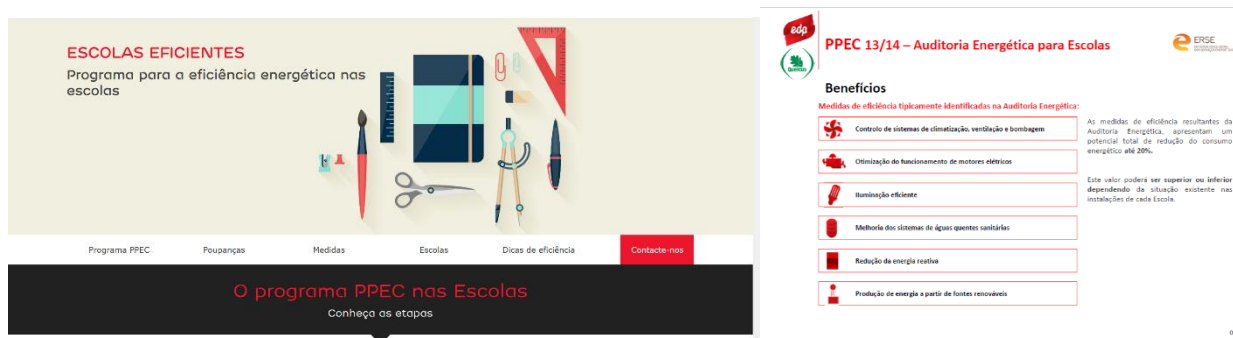 ESCOLAS EFICIENTES
Programa para a eficiência energética nas
escolas
Programa PPEC
Poupanças
Medidas
Escolas
Dicas de eficiência
Contacte-nos
O programa PPEC nas Escolas
Conheça as etapas
edp
Quercus
PPEC 13/14 – Auditoria Energética para Escolas
ERSE
Benefícios
Medidas de eficiência tipicamente identificadas na Auditoria Energética:
Controlo de sistemas de climatização, ventilação e bombagem
Otimização do funcionamento de motores elétricos
Iluminação eficiente
Melhoria dos sistemas de águas quentes sanitárias
Redução da energia reativa
Produção de energia a partir de fontes renováveis
As medidas de eficiência resultantes da
Auditoria Energética, apresentam um
potencial total de redução do consumo
energético até 20%.
Este valor poderá ser superior ou inferior
dependendo da situação existente nas
instalações de cada Escola.